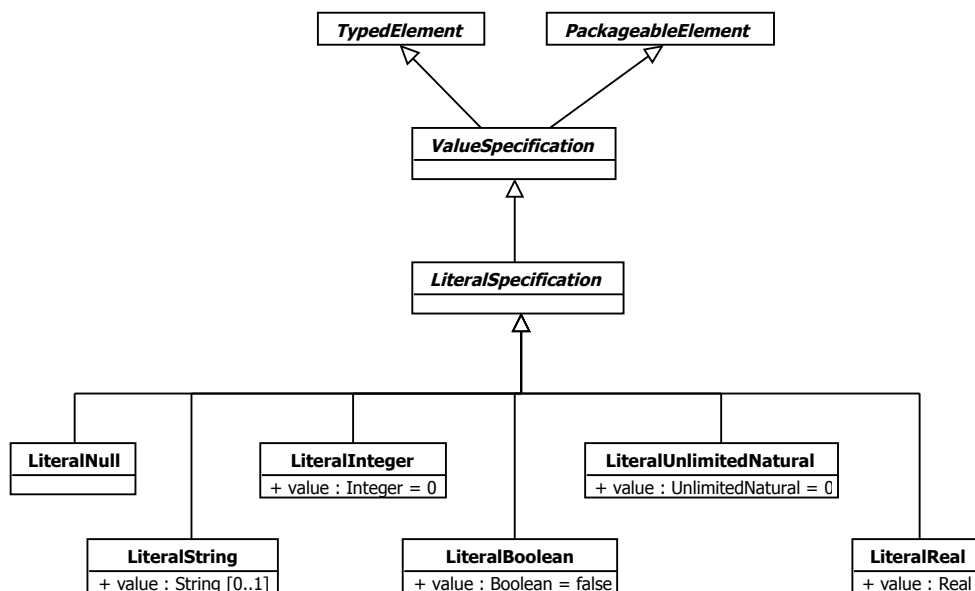 TypedElement
PackageableElement
ValueSpecification
LiteralSpecification
LiteralNull
LiteralInteger
+ value : Integer = 0
LiteralUnlimitedNatural
+ value : UnlimitedNatural = 0
LiteralString
+ value : String [0..1]
LiteralBoolean
+ value : Boolean = false
LiteralReal
+ value : Real